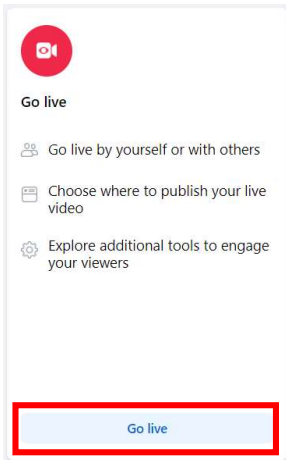 Go live
Go live by yourself or with others
Choose where to publish your live
video
Explore additional tools to engage
your viewers
Go live